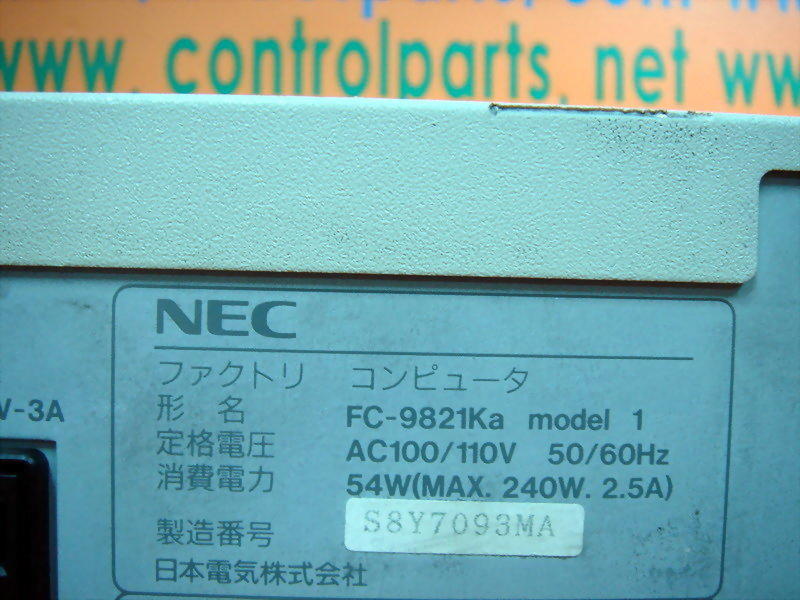 www.controlparts.net ww
NEC
ファクトリ コンピュータ
形 名 FC-9821Ka model 1
V-3A
定格電圧 AC100/110V 50/60Hz
消費電力 54W(MAX. 240W. 2.5A)
製造番号 S8Y7093MA
日本電気株式会社